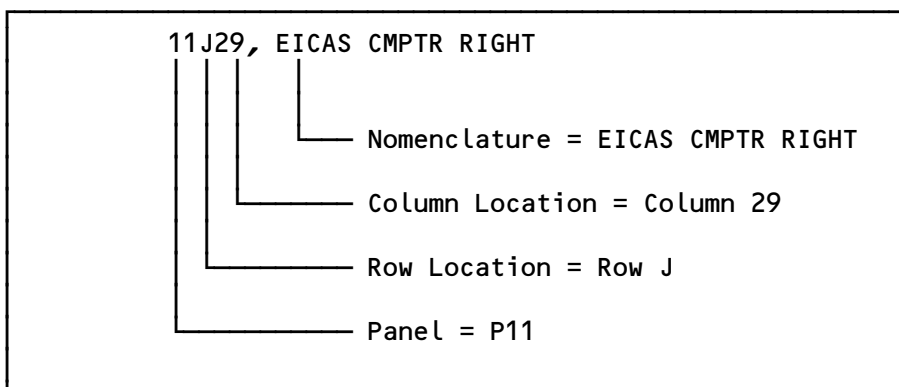 11J29, EICAS CMPTR RIGHT
Nomenclature = EICAS CMPTR RIGHT
Column Location = Column 29
Row Location = Row J
Panel = P11